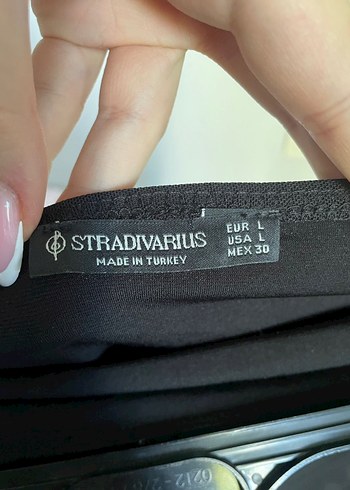 STRADIVARIUS
MADE IN TURKEY
EUR L
USA L
MEX 30